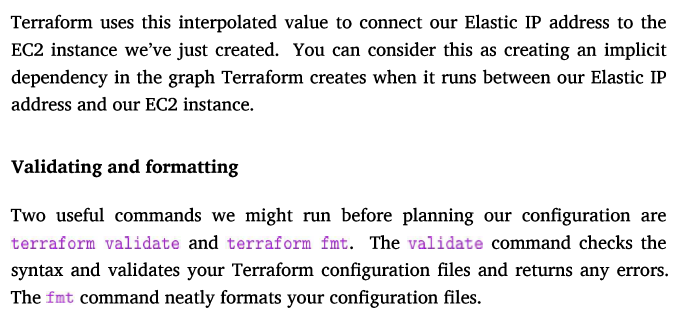 Terraform uses this interpolated value to connect our Elastic IP address to the
EC2 instance we’ve just created. You can consider this as creating an implicit
dependency in the graph Terraform creates when it runs between our Elastic IP
address and our EC2 instance.
Validating and formatting
Two useful commands we might run before planning our configuration are
terraform validate and terraform fmt. The validate command checks the
syntax and validates your Terraform configuration files and returns any errors.
The fmt command neatly formats your configuration files.